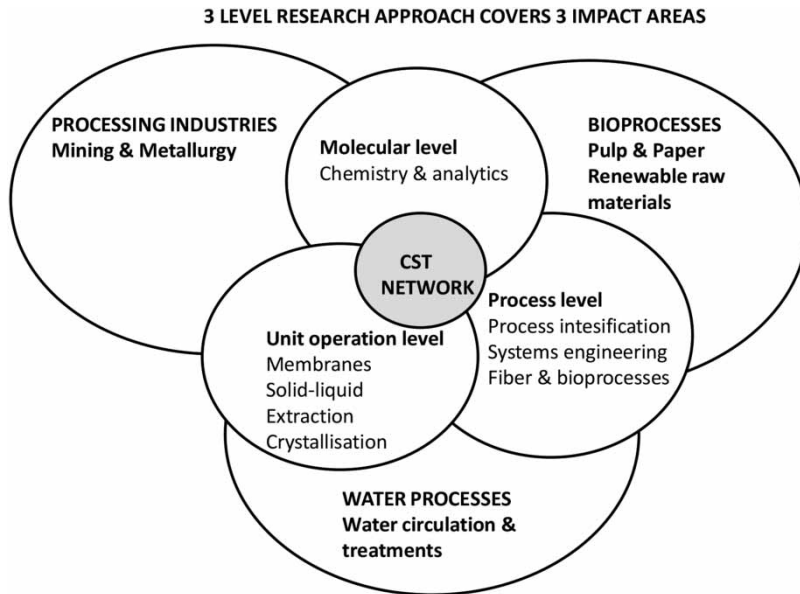 3 LEVEL RESEARCH APPROACH COVERS 3 IMPACT AREAS
PROCESSING INDUSTRIES
Mining & Metallurgy
Molecular level
Chemistry & analytics
BIOPROCESSES
Pulp & Paper
Renewable raw
materials
CST
NETWORK
Unit operation level
Membranes
Solid-liquid
Extraction
Crystallisation
Process level
Process intesification
Systems engineering
Fiber & bioprocesses
WATER PROCESSES
Water circulation &
treatments